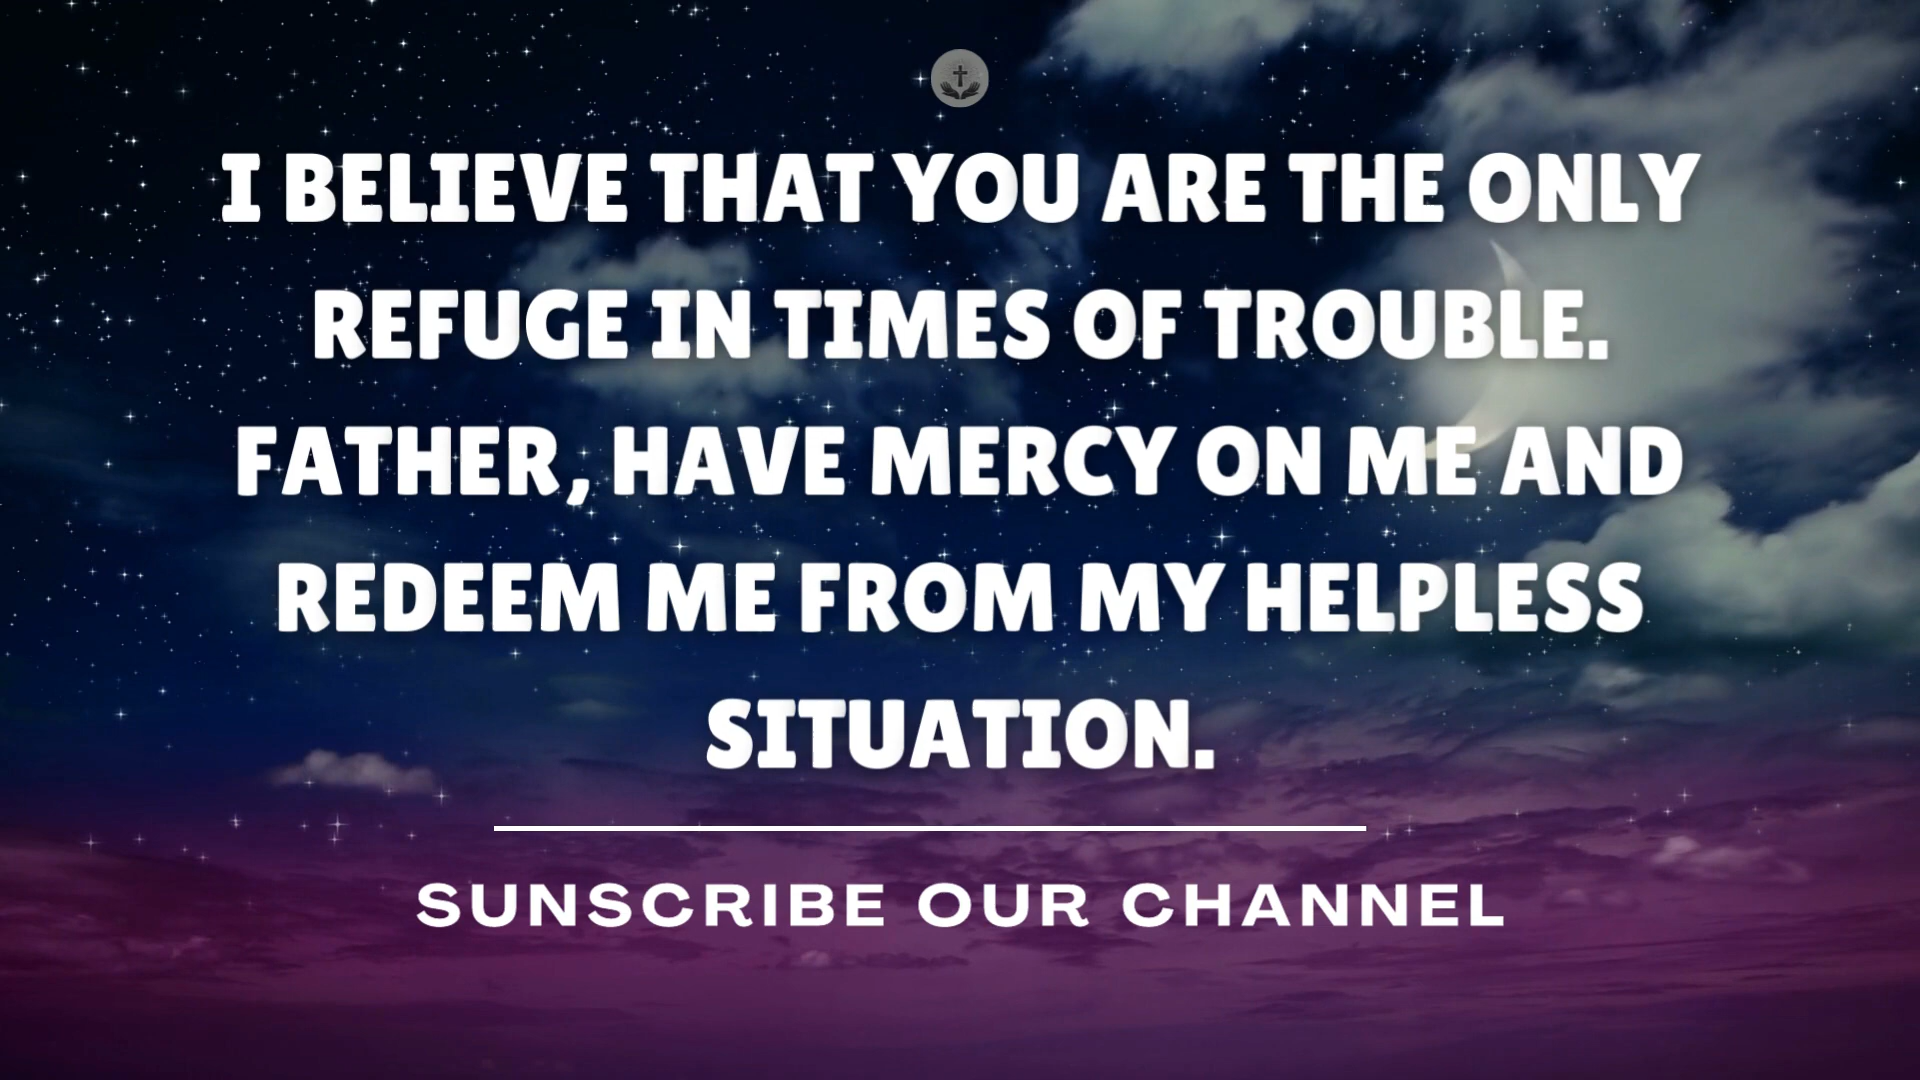 I BELIEVE THAT YOU ARE THE ONLY
REFUGE IN TIMES OF TROUBLE.
FATHER, HAVE MERCY ON ME AND
REDEEM ME FROM MY HELPLESS
SITUATION.
SUNSCRIBE OUR CHANNEL